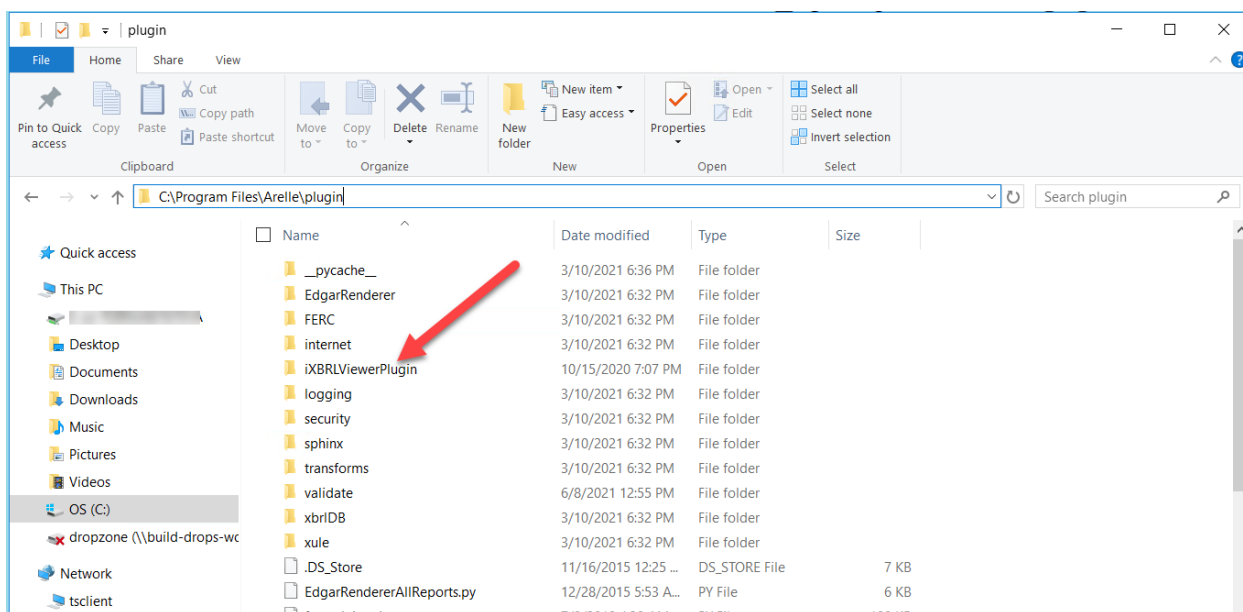 plugin
File Home Share View
Pin to Quick access
Copy
Paste
Cut
Copy path
Paste shortcut
Clipboard
Move to
Copy to
Delete
Rename
Organize
New folder
New item
Easy access
New
Properties
Open
Edit
Open
Select all
Select none
Invert selection
Select
C:\Program Files\Arelle\plugin
Search plugin
Name Date modified Type Size
Quick access
This PC
Desktop
Documents
Downloads
Music
Pictures
Videos
OS (C:)
dropzone (\\build-drops-wc
Network
tsclient
__pycache__ 3/10/2021 6:36 PM File folder
EdgarRenderer 3/10/2021 6:32 PM File folder
FERC 3/10/2021 6:32 PM File folder
internet 3/10/2021 6:32 PM File folder
iXBRLViewerPlugin 10/15/2020 7:07 PM File folder
logging 3/10/2021 6:32 PM File folder
security 3/10/2021 6:32 PM File folder
sphinx 3/10/2021 6:32 PM File folder
transforms 3/10/2021 6:32 PM File folder
validate 6/8/2021 12:55 PM File folder
xbrlDB 3/10/2021 6:32 PM File folder
xule 3/10/2021 6:32 PM File folder
.DS_Store 11/16/2015 12:25 ... DS_STORE File 7 KB
EdgarRendererAllReports.py 12/28/2015 5:53 A... PY File 6 KB